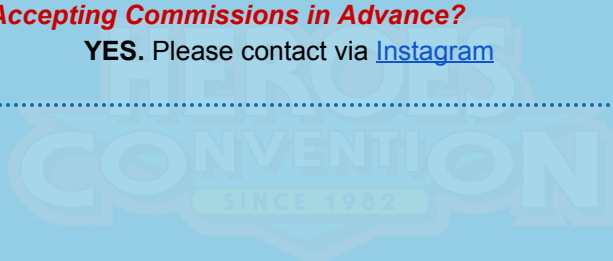 Accepting Commissions in Advance?
YES. Please contact via Instagram
HEROES
CONVENTION
SINCE 1982